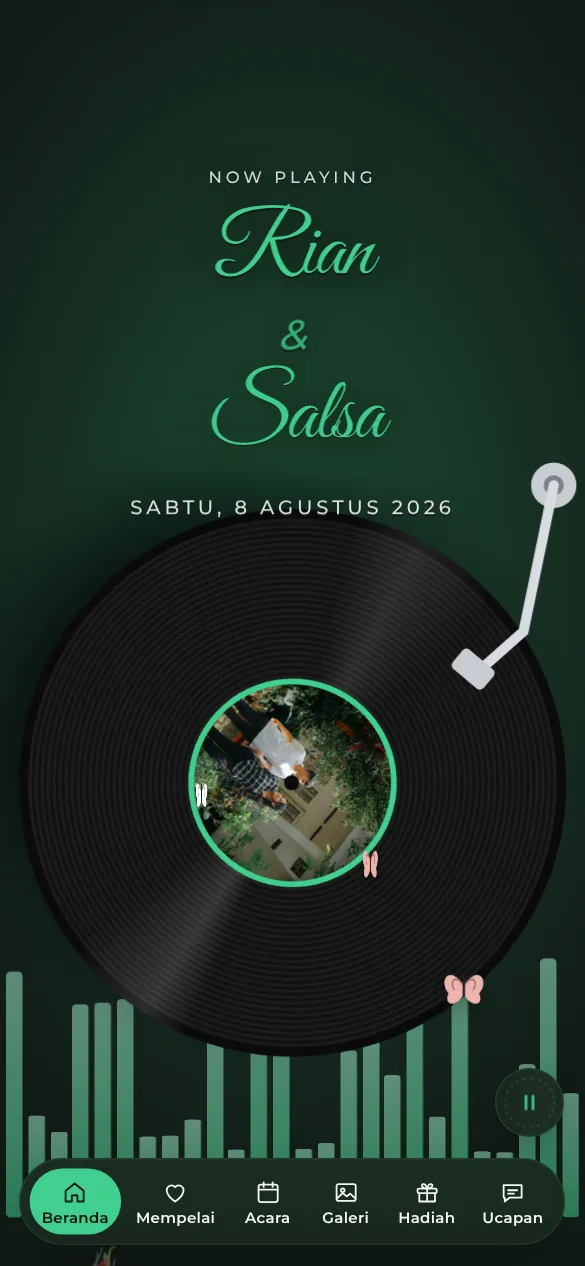 NOW PLAYING
Rian
&
Salsa
SABTU, 8 AGUSTUS 2026
Beranda
Mempelai
Acara
Galeri
Hadiah
Ucapan